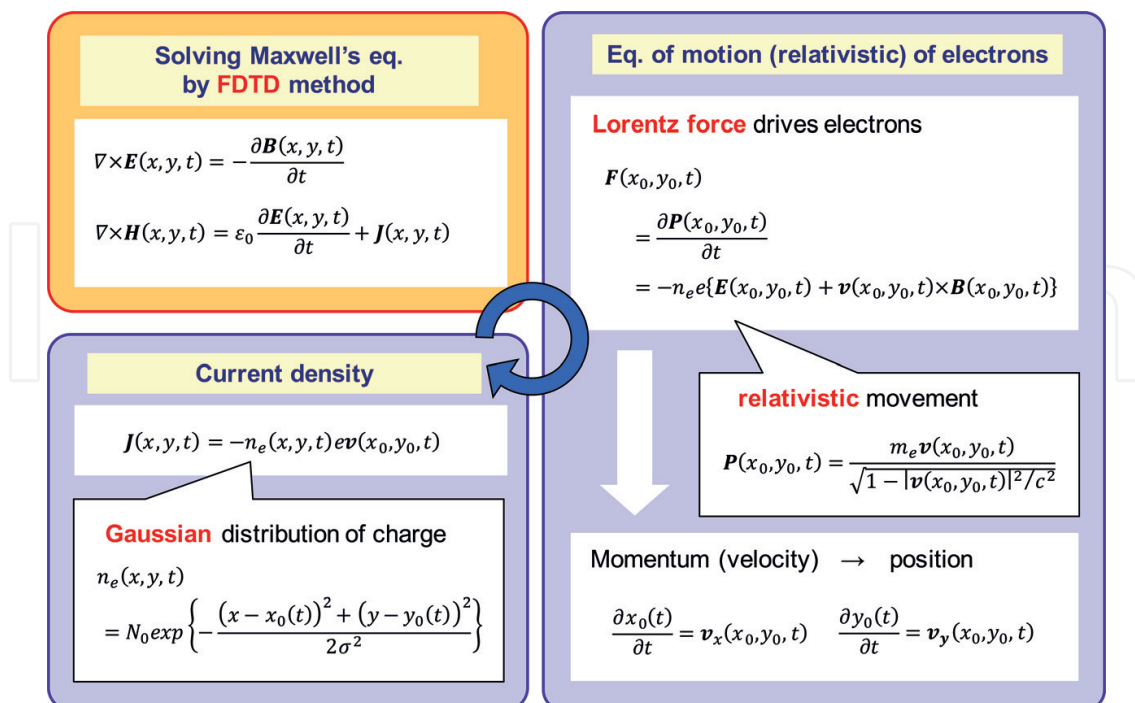 Solving Maxwell's eq.
by FDTD method
∇×E(x,y,t) = −∂B(x,y,t)/∂t
∇×H(x,y,t) = ε₀ ∂E(x,y,t)/∂t + J(x,y,t)
Current density
J(x,y,t) = −nₑ(x,y,t)ev(x₀,y₀,t)
Gaussian distribution of charge
nₑ(x,y,t)
= N₀exp{−((x−x₀(t))² + (y−y₀(t))²)/2σ²}
Eq. of motion (relativistic) of electrons
Lorentz force drives electrons
F(x₀,y₀,t)
= ∂P(x₀,y₀,t)/∂t
= −nₑe{E(x₀,y₀,t) + v(x₀,y₀,t)×B(x₀,y₀,t)}
relativistic movement
P(x₀,y₀,t) = mₑv(x₀,y₀,t)/√(1−|v(x₀,y₀,t)|²/c²)
Momentum (velocity) → position
∂x₀(t)/∂t = vₓ(x₀,y₀,t) ∂y₀(t)/∂t = v_y(x₀,y₀,t)